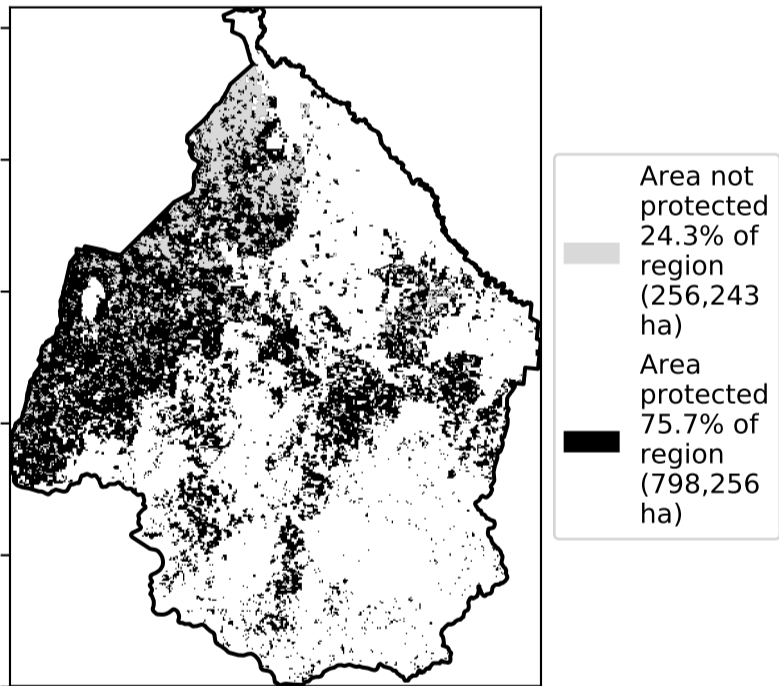 Area not
protected
24.3% of
region
(256,243
ha)
Area
protected
75.7% of
region
(798,256
ha)